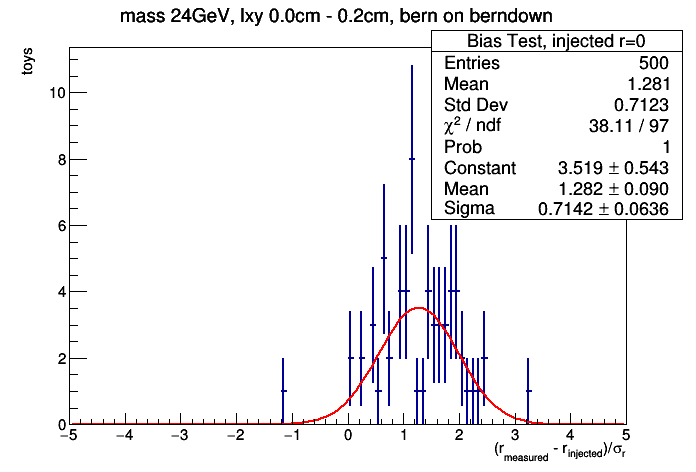 mass 24GeV, lxy 0.0cm - 0.2cm, bern on berndown
Bias Test, injected r=0
Entries 500
Mean 1.281
Std Dev 0.7123
χ² / ndf 38.11 / 97
Prob 1
Constant 3.519 ± 0.543
Mean 1.282 ± 0.090
Sigma 0.7142 ± 0.0636
toys
10
8
6
4
2
0
−5 −4 −3 −2 −1 0 1 2 3 4 5
(r_measured - r_injected)/σ_r